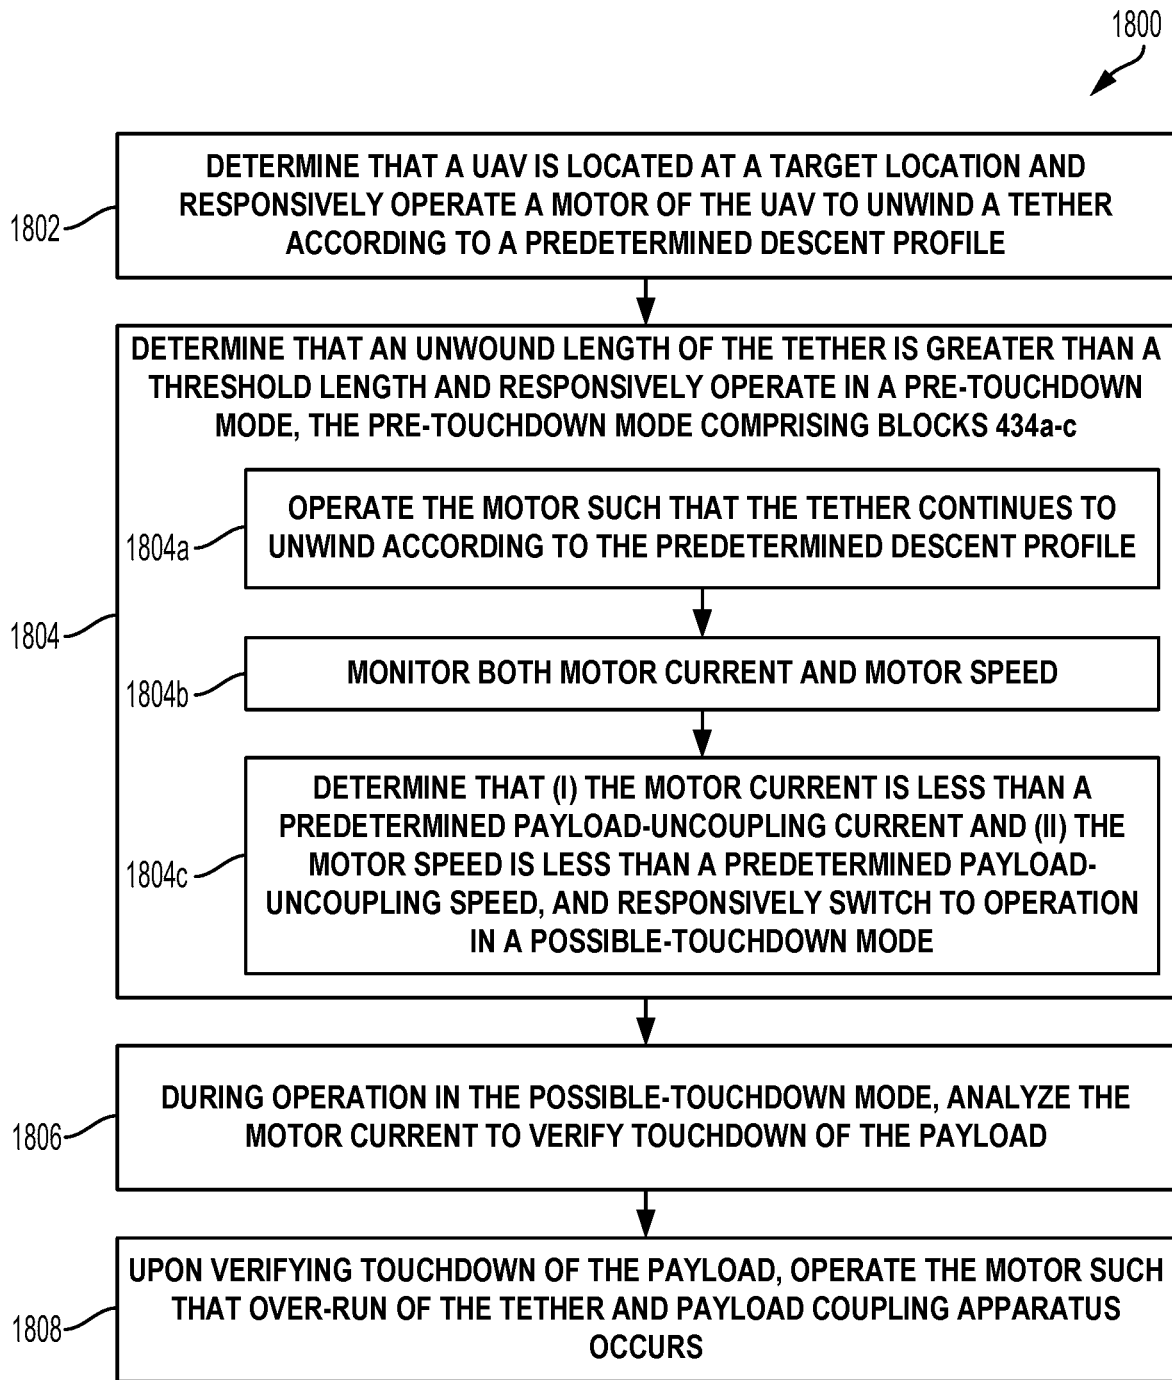 1800
DETERMINE THAT A UAV IS LOCATED AT A TARGET LOCATION AND
RESPONSIVELY OPERATE A MOTOR OF THE UAV TO UNWIND A TETHER
ACCORDING TO A PREDETERMINED DESCENT PROFILE
1802
DETERMINE THAT AN UNWOUND LENGTH OF THE TETHER IS GREATER THAN A
THRESHOLD LENGTH AND RESPONSIVELY OPERATE IN A PRE-TOUCHDOWN
MODE, THE PRE-TOUCHDOWN MODE COMPRISING BLOCKS 434a-c
OPERATE THE MOTOR SUCH THAT THE TETHER CONTINUES TO
UNWIND ACCORDING TO THE PREDETERMINED DESCENT PROFILE
1804a
1804
MONITOR BOTH MOTOR CURRENT AND MOTOR SPEED
1804b
DETERMINE THAT (I) THE MOTOR CURRENT IS LESS THAN A
PREDETERMINED PAYLOAD-UNCOUPLING CURRENT AND (II) THE
MOTOR SPEED IS LESS THAN A PREDETERMINED PAYLOAD-
UNCOUPLING SPEED, AND RESPONSIVELY SWITCH TO OPERATION
IN A POSSIBLE-TOUCHDOWN MODE
1804c
DURING OPERATION IN THE POSSIBLE-TOUCHDOWN MODE, ANALYZE THE
MOTOR CURRENT TO VERIFY TOUCHDOWN OF THE PAYLOAD
1806
UPON VERIFYING TOUCHDOWN OF THE PAYLOAD, OPERATE THE MOTOR SUCH
THAT OVER-RUN OF THE TETHER AND PAYLOAD COUPLING APPARATUS
OCCURS
1808